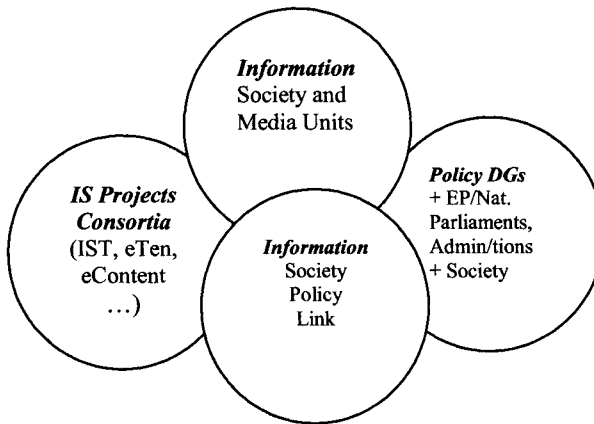 Information
Society and
Media Units
IS Projects
Consortia
(IST, eTen,
eContent
…)
Information
Society
Policy
Link
Policy DGs
+ EP/Nat.
Parliaments,
Admin/tions
+ Society